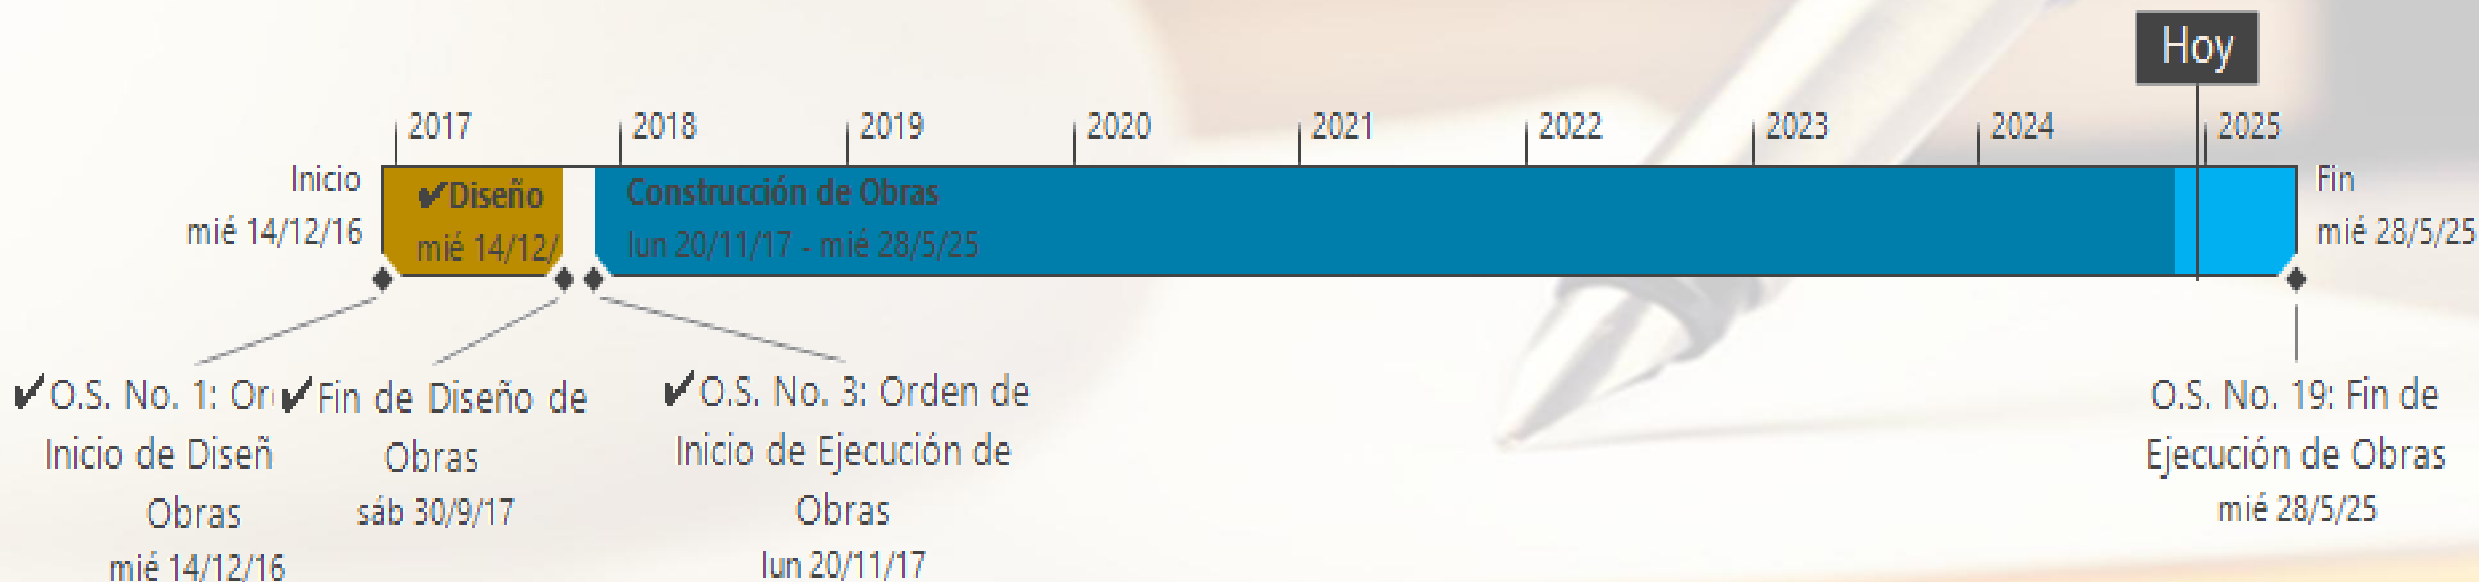 Hoy
2017 2018 2019 2020 2021 2022 2023 2024 2025
Inicio
mié 14/12/16
✔Diseño
mié 14/12/
Construcción de Obras
lun 20/11/17 - mié 28/5/25
Fin
mié 28/5/25
✔O.S. No. 1: Or
Inicio de Diseñ
Obras
mié 14/12/16
✔Fin de Diseño de
Obras
sáb 30/9/17
✔O.S. No. 3: Orden de
Inicio de Ejecución de
Obras
lun 20/11/17
O.S. No. 19: Fin de
Ejecución de Obras
mié 28/5/25